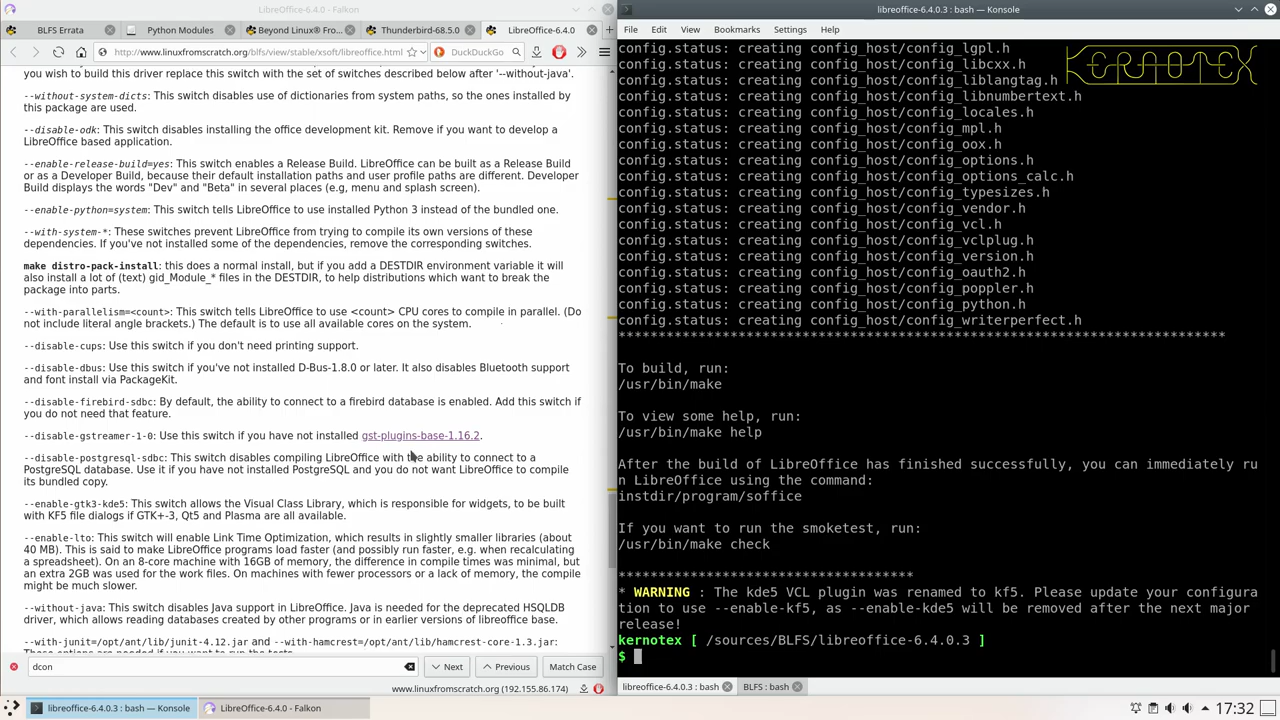 LibreOffice-6.4.0 - Falkon
BLFS Errata
Python Modules
Beyond Linux® Fro...
Thunderbird-68.5.0
LibreOffice-6.4.0
http://www.linuxfromscratch.org/blfs/view/stable/xsoft/libreoffice.html
DuckDuckGo
you wish to build this driver replace this switch with the set of switches described below after '--without-java'.
--without-system-dicts: This switch disables use of dictionaries from system paths, so the ones installed by
this package are used.
--disable-odk: This switch disables installing the office development kit. Remove if you want to develop a
LibreOffice based application.
--enable-release-build=yes: This switch enables a Release Build. LibreOffice can be built as a Release Build
or as a Developer Build, because their default installation paths and user profile paths are different. Developer
Build displays the words "Dev" and "Beta" in several places (e.g, menu and splash screen).
--enable-python=system: This switch tells LibreOffice to use installed Python 3 instead of the bundled one.
--with-system-*: These switches prevent LibreOffice from trying to compile its own versions of these
dependencies. If you've not installed some of the dependencies, remove the corresponding switches.
make distro-pack-install: this does a normal install, but if you add a DESTDIR environment variable it will
also install a lot of (text) gid_Module_* files in the DESTDIR, to help distributions which want to break the
package into parts.
--with-parallelism=<count>: This switch tells LibreOffice to use <count> CPU cores to compile in parallel. (Do
not include literal angle brackets.) The default is to use all available cores on the system.
--disable-cups: Use this switch if you don't need printing support.
--disable-dbus: Use this switch if you've not installed D-Bus-1.8.0 or later. It also disables Bluetooth support
and font install via PackageKit.
--disable-firebird-sdbc: By default, the ability to connect to a firebird database is enabled. Add this switch if
you do not need that feature.
--disable-gstreamer-1-0: Use this switch if you have not installed gst-plugins-base-1.16.2.
--disable-postgresql-sdbc: This switch disables compiling LibreOffice with the ability to connect to a
PostgreSQL database. Use it if you have not installed PostgreSQL and you do not want LibreOffice to compile
its bundled copy.
--enable-gtk3-kde5: This switch allows the Visual Class Library, which is responsible for widgets, to be built
with KF5 file dialogs if GTK+-3, Qt5 and Plasma are all available.
--enable-lto: This switch will enable Link Time Optimization, which results in slightly smaller libraries (about
40 MB). This is said to make LibreOffice programs load faster (and possibly run faster, e.g. when recalculating
a spreadsheet). On an 8-core machine with 16GB of memory, the difference in compile times was minimal, but
an extra 2GB was used for the work files. On machines with fewer processors or a lack of memory, the compile
might be much slower.
--without-java: This switch disables Java support in LibreOffice. Java is needed for the deprecated HSQLDB
driver, which allows reading databases created by other programs or in earlier versions of libreoffice base.
--with-junit=/opt/ant/lib/junit-4.12.jar and --with-hamcrest=/opt/ant/lib/hamcrest-core-1.3.jar:
These options are needed if you want to run the tests.
dcon
Next
Previous
Match Case
www.linuxfromscratch.org (192.155.86.174)
libreoffice-6.4.0.3 : bash — Konsole
File Edit View Bookmarks Settings Help
KERNOTEX
config.status: creating config_host/config_lgpl.h
config.status: creating config_host/config_libcxx.h
config.status: creating config_host/config_liblangtag.h
config.status: creating config_host/config_libnumbertext.h
config.status: creating config_host/config_locales.h
config.status: creating config_host/config_mpl.h
config.status: creating config_host/config_oox.h
config.status: creating config_host/config_options.h
config.status: creating config_host/config_options_calc.h
config.status: creating config_host/config_typesizes.h
config.status: creating config_host/config_vendor.h
config.status: creating config_host/config_vcl.h
config.status: creating config_host/config_vclplug.h
config.status: creating config_host/config_version.h
config.status: creating config_host/config_oauth2.h
config.status: creating config_host/config_poppler.h
config.status: creating config_host/config_python.h
config.status: creating config_host/config_writerperfect.h
****************************************************************************
To build, run:
/usr/bin/make
To view some help, run:
/usr/bin/make help
After the build of LibreOffice has finished successfully, you can immediately ru
n LibreOffice using the command:
instdir/program/soffice
If you want to run the smoketest, run:
/usr/bin/make check
*************************************
* WARNING : The kde5 VCL plugin was renamed to kf5. Please update your configura
tion to use --enable-kf5, as --enable-kde5 will be removed after the next major
release!
kernotex [ /sources/BLFS/libreoffice-6.4.0.3 ]
$
libreoffice-6.4.0.3 : bash
BLFS : bash
libreoffice-6.4.0.3 : bash — Konsole
LibreOffice-6.4.0 - Falkon
17:32